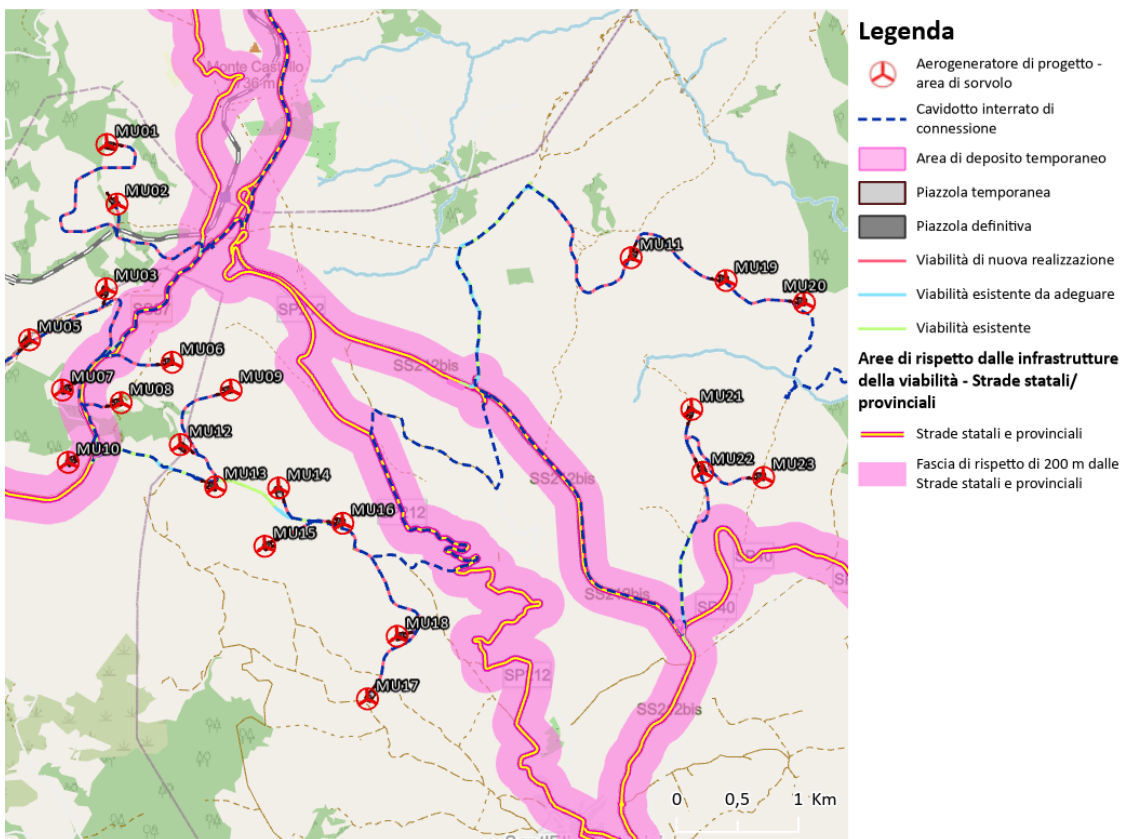 Monte Castello
736 m
MU01
MU02
MU03
MU05
MU06
MU07
MU08
MU09
MU10
MU12
MU13
MU14
MU15
MU16
MU18
MU17
MU11
MU19
MU20
MU21
MU22
MU23
SS212bis
SS212bis
SS212bis
SS212bis
SP212
SP40
SP40
0
0,5
1 Km
Legenda
Aerogeneratore di progetto -
area di sorvolo
Cavidotto interrato di
connessione
Area di deposito temporaneo
Piazzola temporanea
Piazzola definitiva
Viabilità di nuova realizzazione
Viabilità esistente da adeguare
Viabilità esistente
Aree di rispetto dalle infrastrutture
della viabilità - Strade statali/
provinciali
Strade statali e provinciali
Fascia di rispetto di 200 m dalle
Strade statali e provinciali